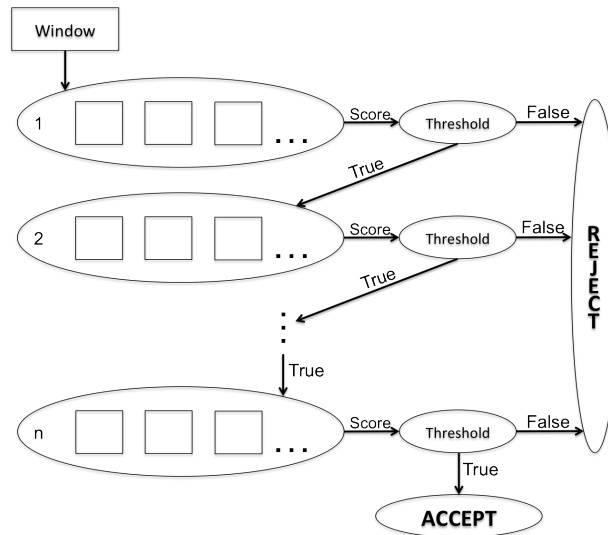 Window
1
. . .
Score
Threshold
False
True
2
. . .
Score
Threshold
False
True
REJECT
True
n
. . .
Score
Threshold
False
True
ACCEPT